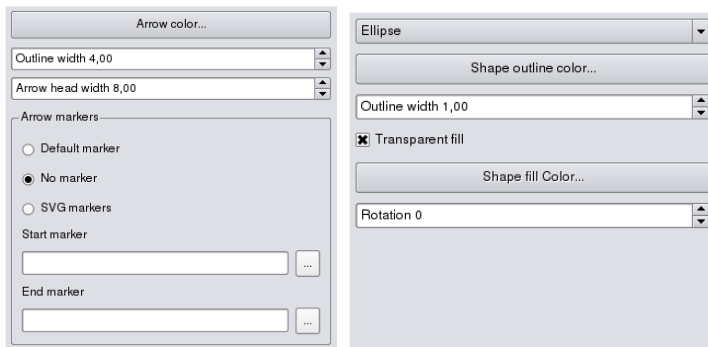 Arrow color...
Outline width 4,00
Arrow head width 8,00
Arrow markers
Default marker
No marker
SVG markers
Start marker
...
End marker
...
Ellipse
Shape outline color...
Outline width 1,00
Transparent fill
Shape fill Color...
Rotation 0